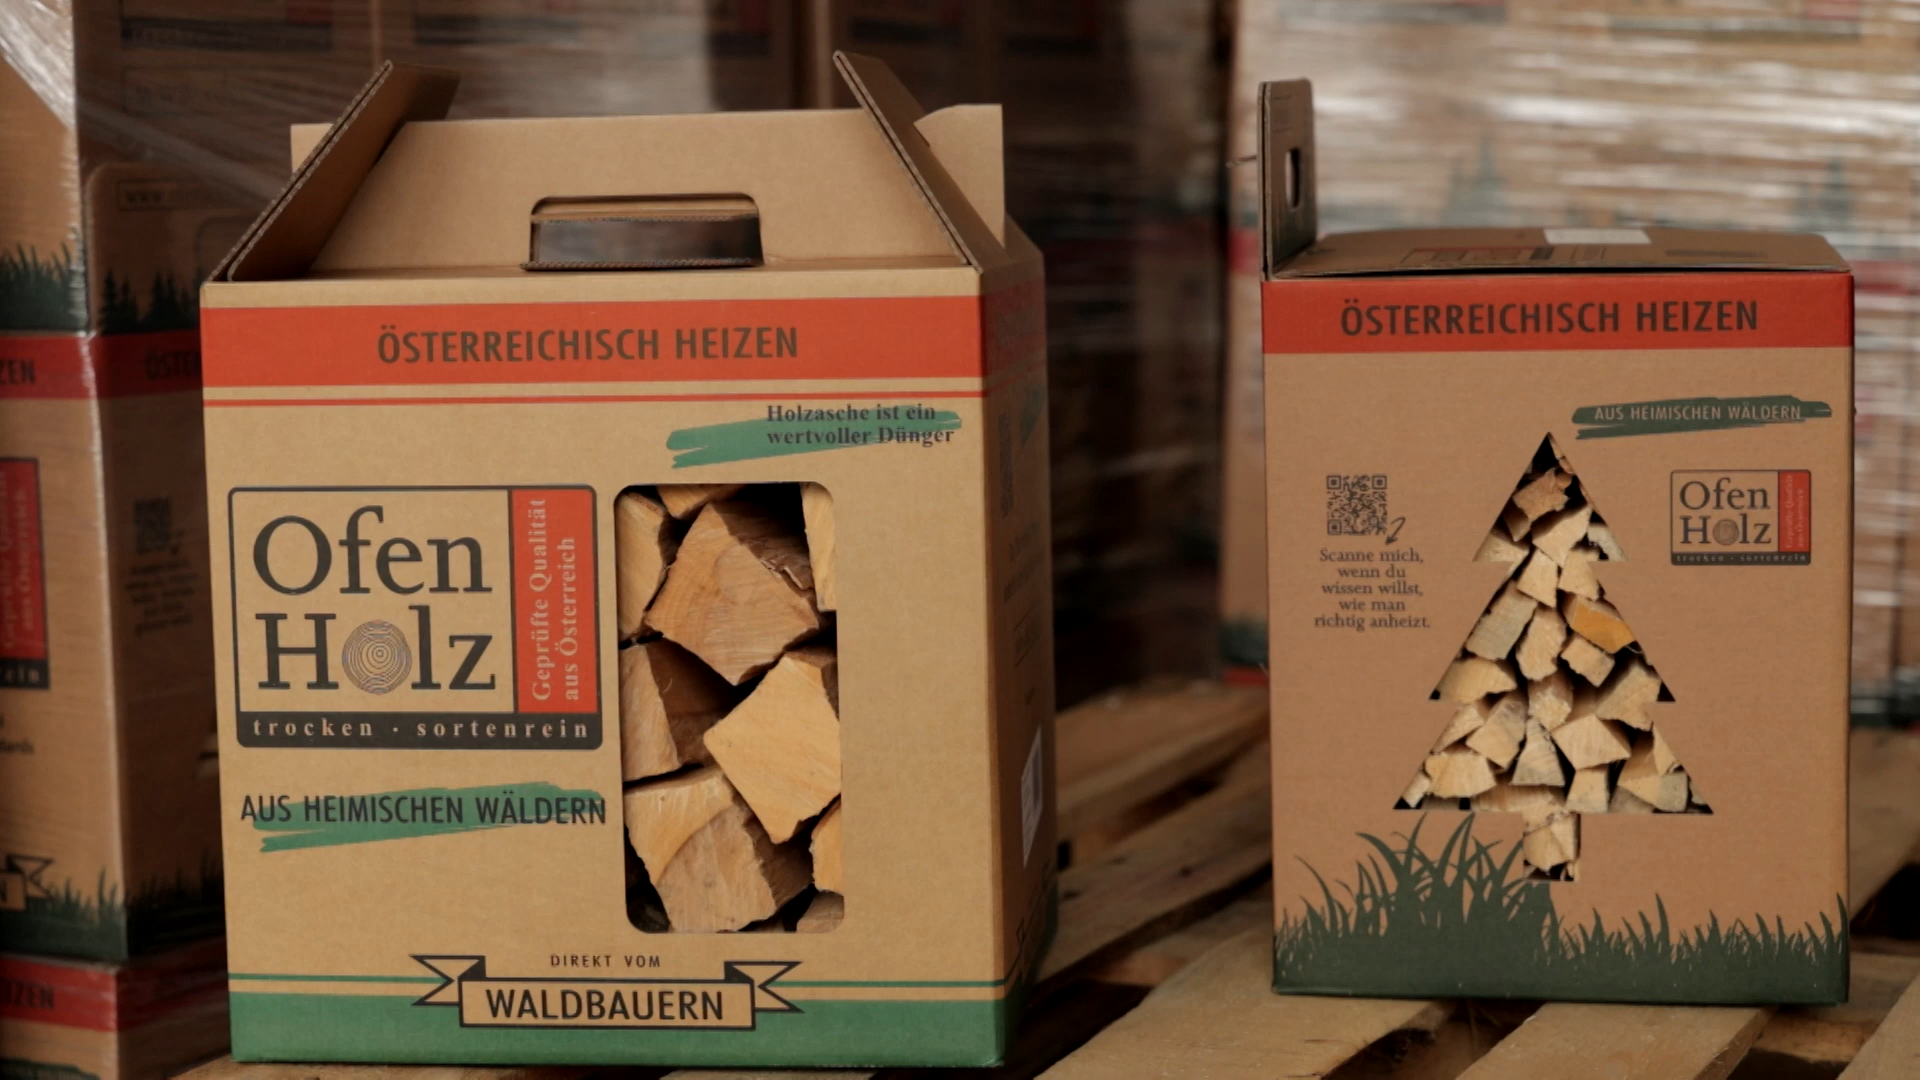 ÖSTERREICHISCH HEIZEN
Holzasche ist ein
wertvoller Dünger
Ofen
Holz
Geprüfte Qualität
aus Österreich
trocken · sortenrein
AUS HEIMISCHEN WÄLDERN
DIREKT VOM
WALDBAUERN
ÖSTERREICHISCH HEIZEN
AUS HEIMISCHEN WÄLDERN
Scanne mich,
wenn du
wissen willst,
wie man
richtig anheizt.
Ofen
Holz
trocken · sortenrein